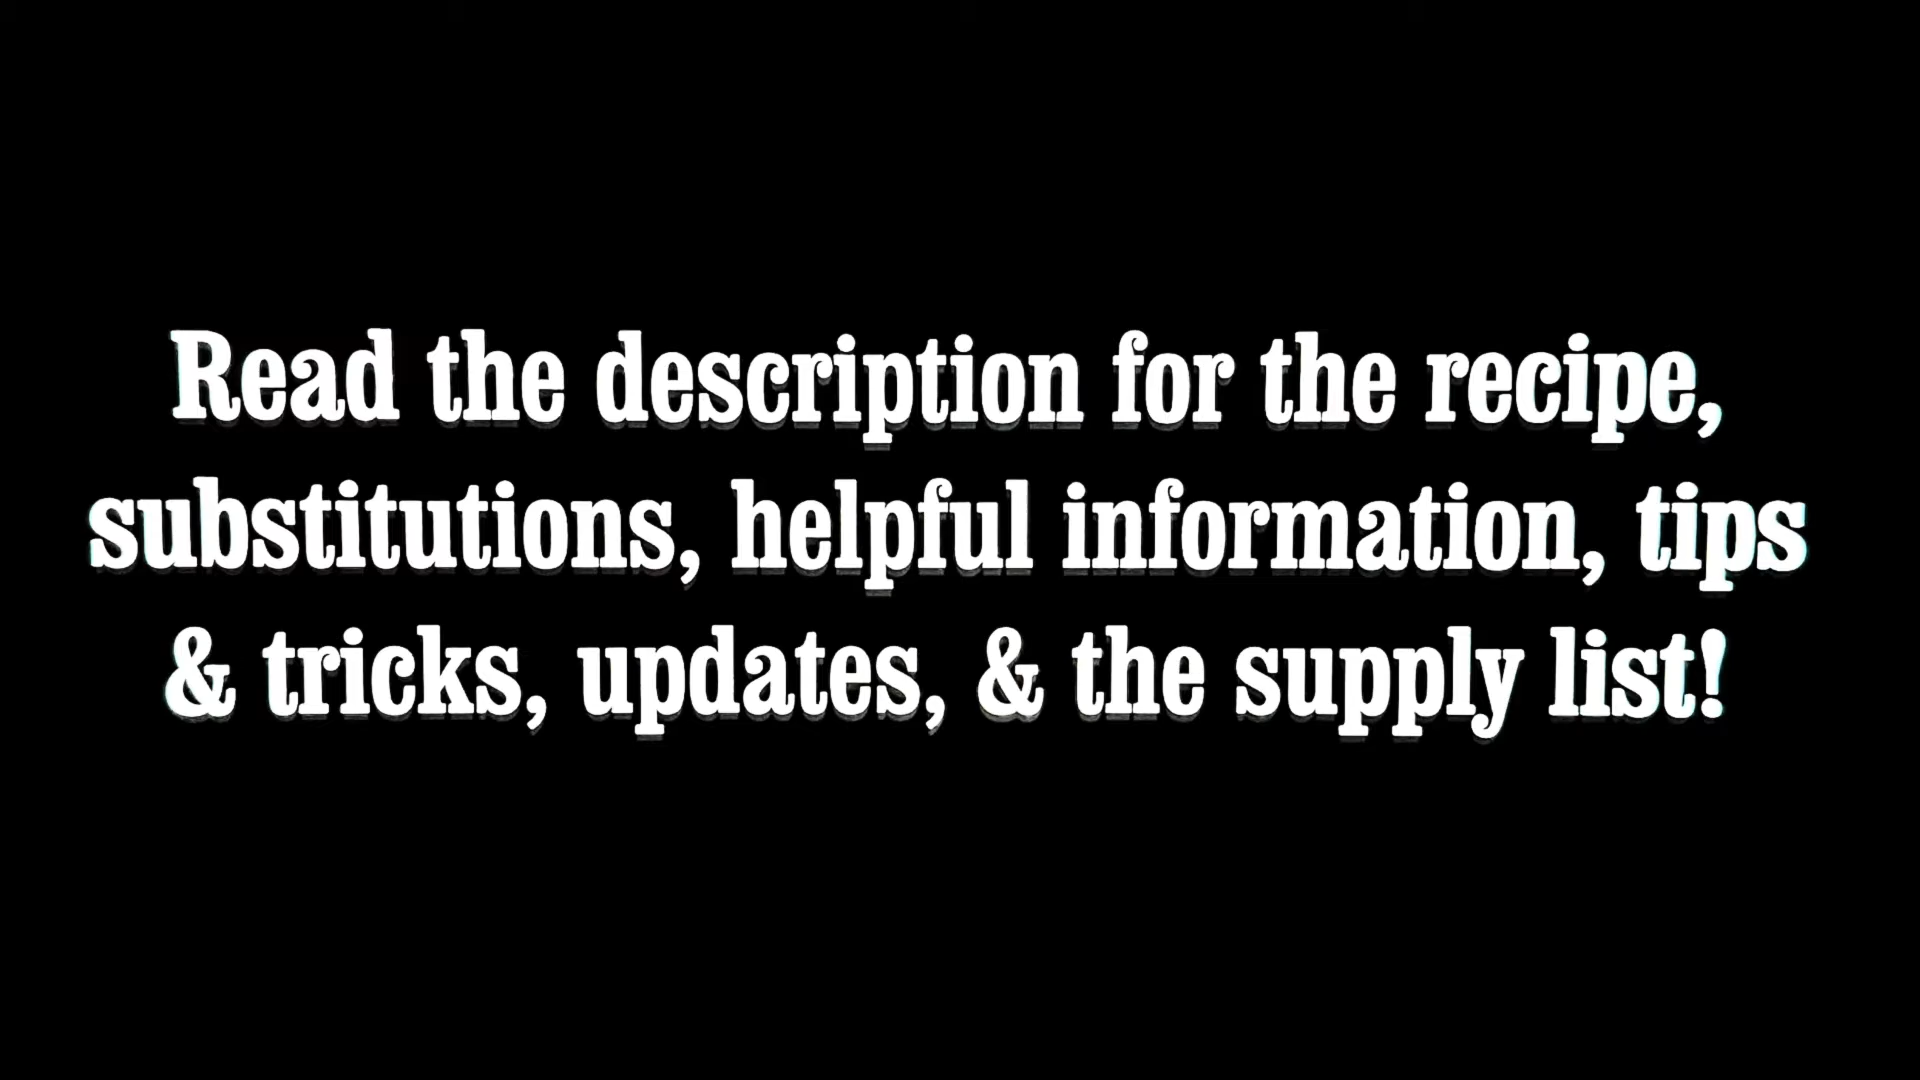 Read the description for the recipe,
substitutions, helpful information, tips
& tricks, updates, & the supply list!